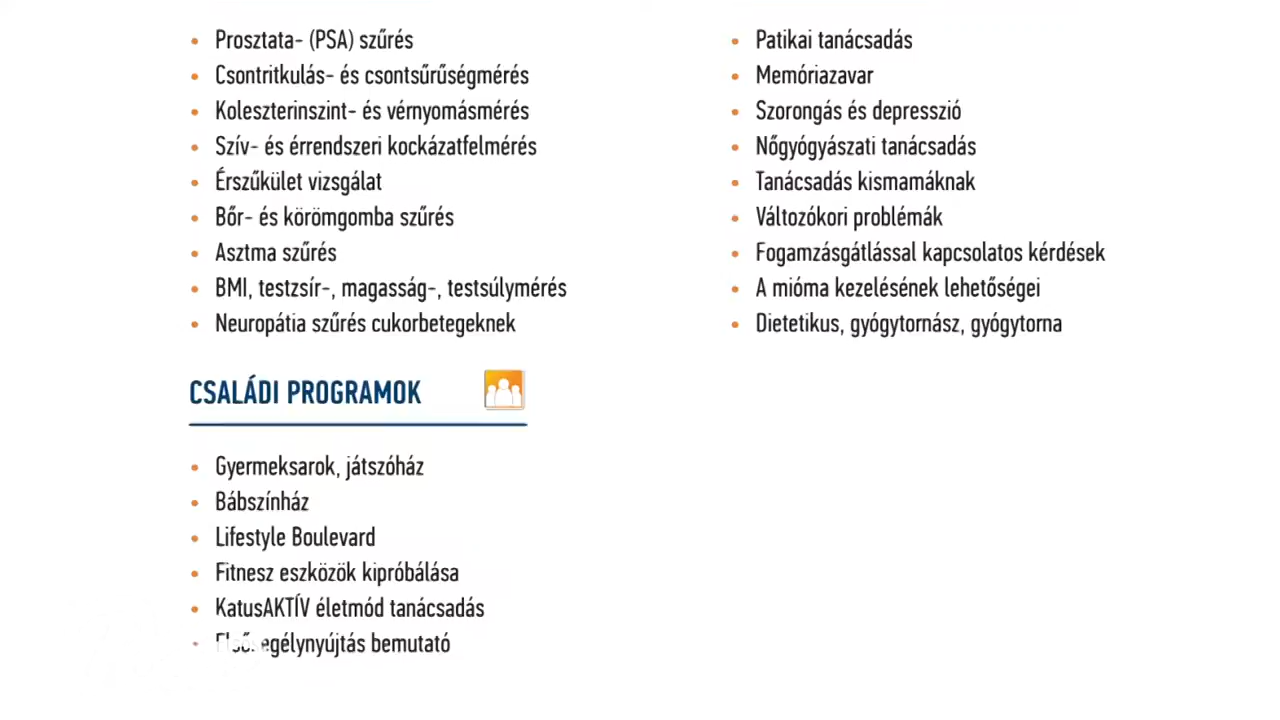 Prosztata- (PSA) szűrés
Csontritkulás- és csontsűrűségmérés
Koleszterinszint- és vérnyomásmérés
Szív- és érrendszeri kockázatfelmérés
Érszűkület vizsgálat
Bőr- és körömgomba szűrés
Asztma szűrés
BMI, testzsír-, magasság-, testsúlymérés
Neuropátia szűrés cukorbetegeknek
Patikai tanácsadás
Memóriazavar
Szorongás és depresszió
Nőgyógyászati tanácsadás
Tanácsadás kismamáknak
Változókori problémák
Fogamzásgátlással kapcsolatos kérdések
A mióma kezelésének lehetőségei
Dietetikus, gyógytornász, gyógytorna
CSALÁDI PROGRAMOK
Gyermeksarok, játszóház
Bábszínház
Lifestyle Boulevard
Fitnesz eszközök kipróbálása
KatusAKTÍV életmód tanácsadás
Elsősegélynyújtás bemutató